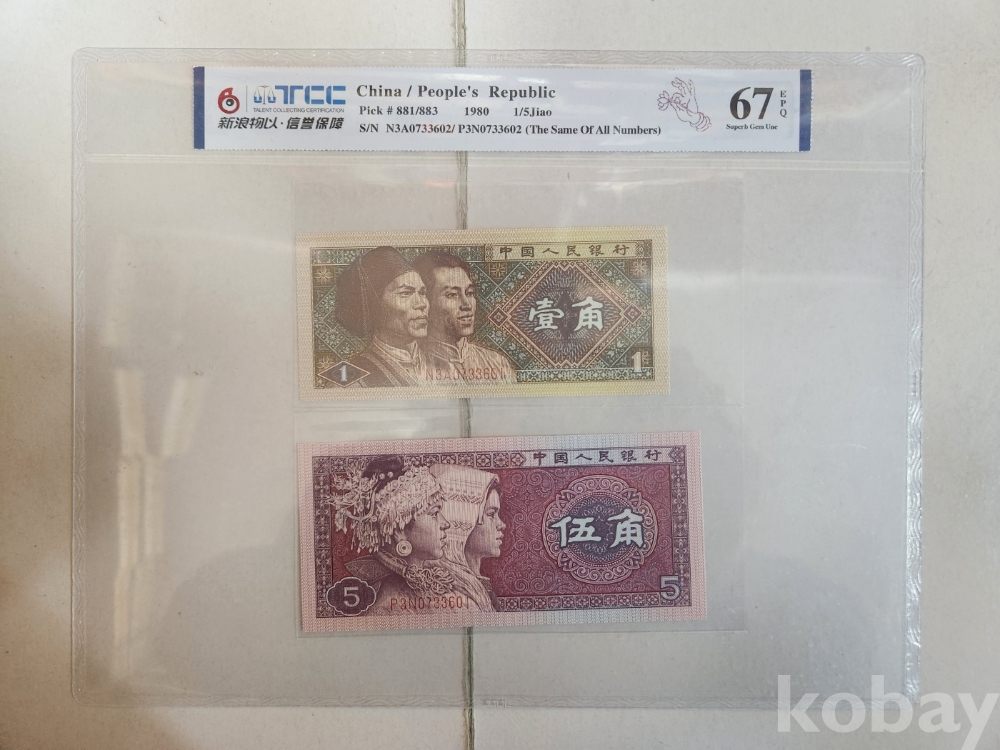 TCC
TALENT COLLECTING CERTIFICATION
新浪物以·信誉保障
China / People's Republic
Pick # 881/883 1980 1/5Jiao
S/N N3A0733602/ P3N0733602 (The Same Of All Numbers)
67 EPQ
Superb Gem Unc
中国人民银行
壹角
1
N3A0733601
1
中国人民银行
伍角
5
P3N0733601
5
kobay